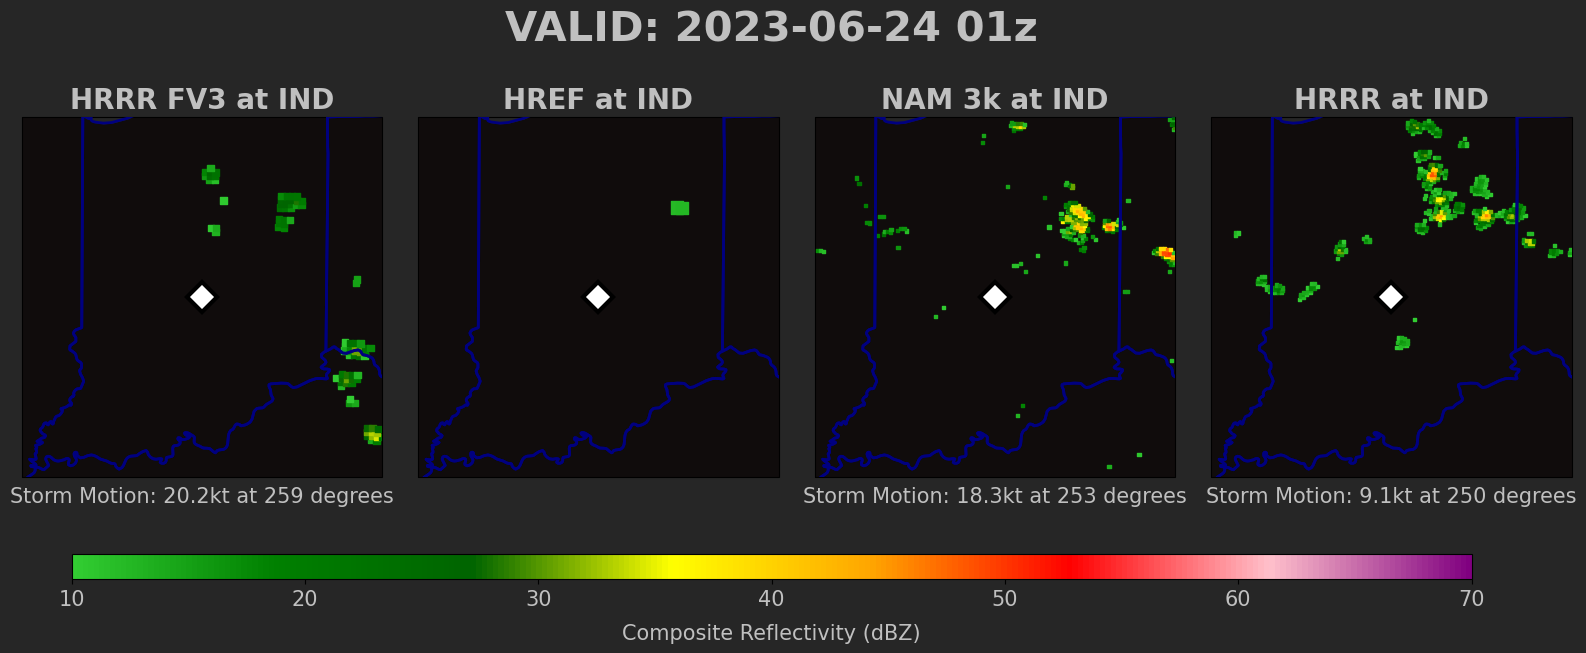 VALID: 2023-06-24 01z
HRRR FV3 at IND
HREF at IND
NAM 3k at IND
HRRR at IND
Storm Motion: 20.2kt at 259 degrees
Storm Motion: 18.3kt at 253 degrees
Storm Motion: 9.1kt at 250 degrees
10 20 30 40 50 60 70
Composite Reflectivity (dBZ)